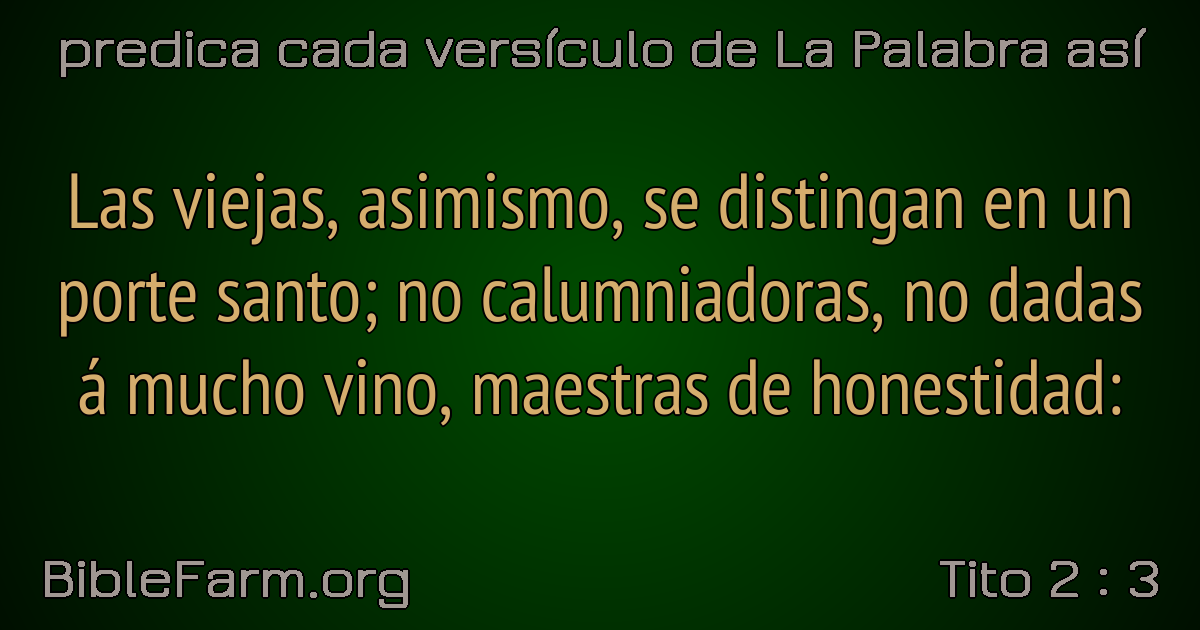 predica cada versículo de La Palabra así
Las viejas, asimismo, se distingan en un
porte santo; no calumniadoras, no dadas
á mucho vino, maestras de honestidad:
BibleFarm.org
Tito 2 : 3